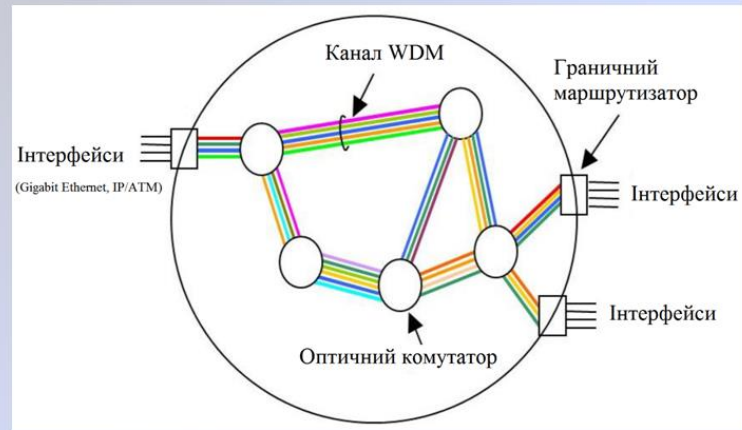 Канал WDM
Граничний
маршрутизатор
Інтерфейси
(Gigabit Ethernet, IP/ATM)
Інтерфейси
Інтерфейси
Оптичний комутатор